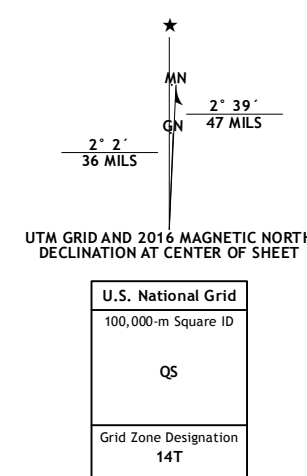 ★
MN
GN
2° 39´
47 MILS
2° 2´
36 MILS
UTM GRID AND 2016 MAGNETIC NORTH
DECLINATION AT CENTER OF SHEET
U.S. National Grid
100,000-m Square ID
QS
Grid Zone Designation
14T